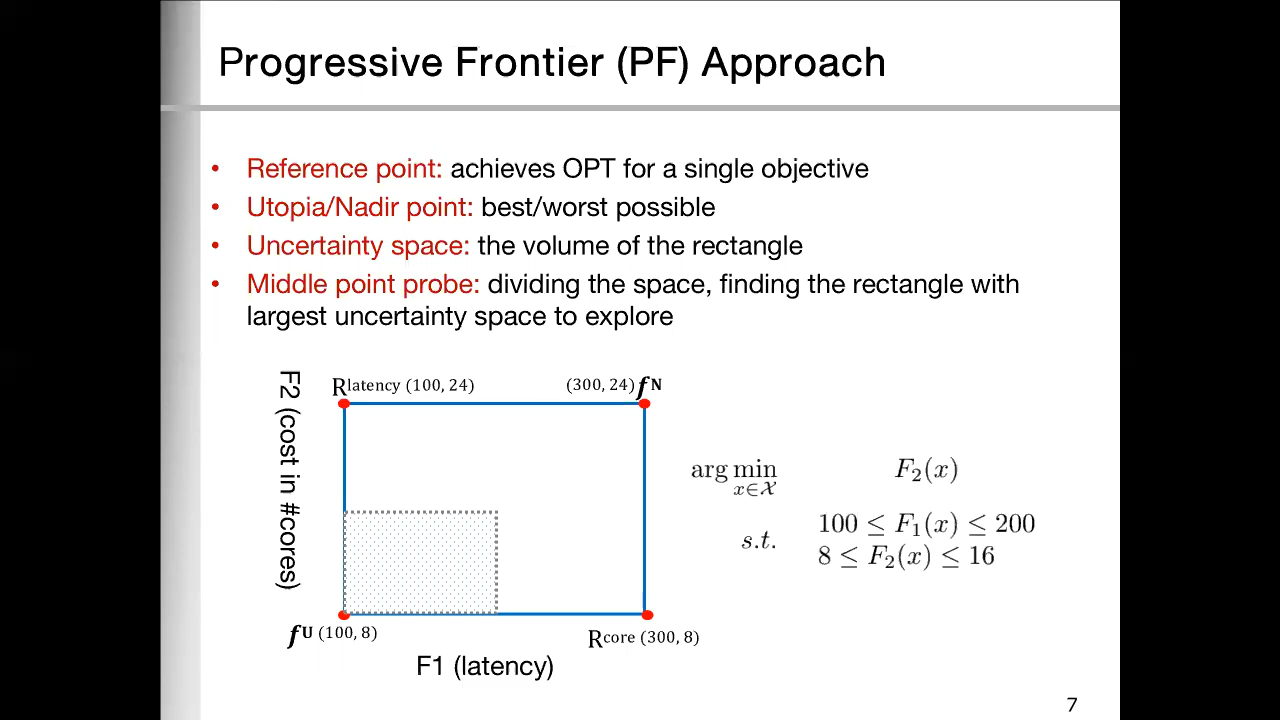 Progressive Frontier (PF) Approach
• Reference point: achieves OPT for a single objective
• Utopia/Nadir point: best/worst possible
• Uncertainty space: the volume of the rectangle
• Middle point probe: dividing the space, finding the rectangle with
largest uncertainty space to explore
F2 (cost in #cores)
Rlatency (100, 24)
(300, 24) fN
arg min F2(x)
x∈X
s.t. 100 ≤ F1(x) ≤ 200
8 ≤ F2(x) ≤ 16
fU (100, 8)
Rcore (300, 8)
F1 (latency)
7